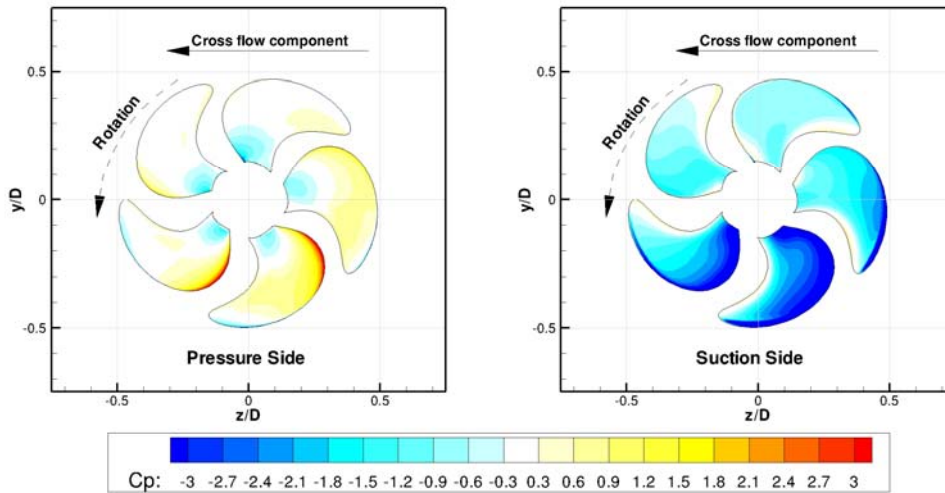 Cross flow component
Cross flow component
Rotation
Rotation
0.5
0
-0.5
y/D
0.5
0
-0.5
y/D
Pressure Side
Suction Side
-0.5 0 0.5
z/D
-0.5 0 0.5
z/D
Cp: -3 -2.7 -2.4 -2.1 -1.8 -1.5 -1.2 -0.9 -0.6 -0.3 0.3 0.6 0.9 1.2 1.5 1.8 2.1 2.4 2.7 3